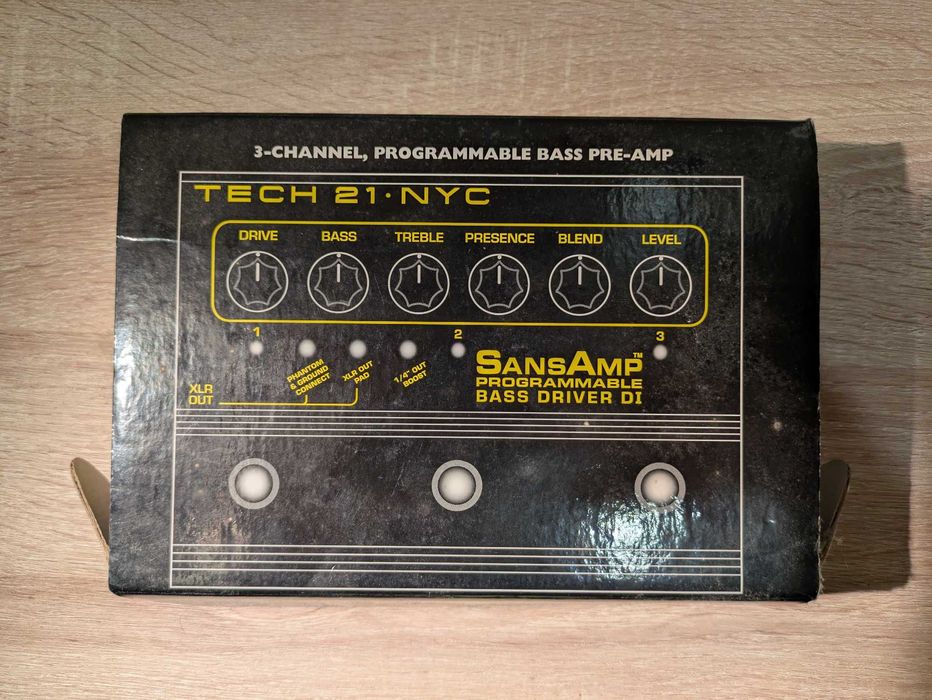 3-CHANNEL, PROGRAMMABLE BASS PRE-AMP
TECH 21·NYC
DRIVE BASS TREBLE PRESENCE BLEND LEVEL
1 2 3
PHANTOM
& GROUND
CONNECT
XLR OUT
PAD
1/4" OUT
BOOST
SANSAMP™
PROGRAMMABLE
BASS DRIVER DI
XLR
OUT